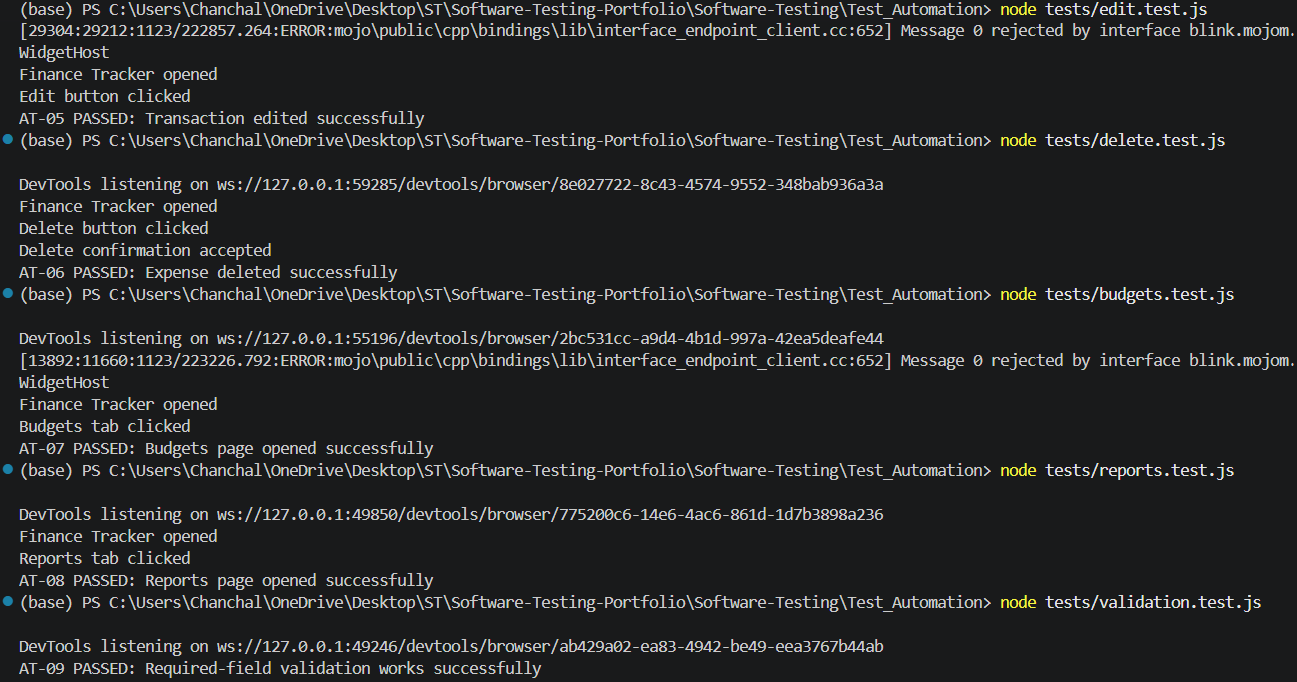 (base) PS C:\Users\Chanchal\OneDrive\Desktop\ST\Software-Testing-Portfolio\Software-Testing\Test_Automation> node tests/edit.test.js
[29304:29212:1123/222857.264:ERROR:mojo\public\cpp\bindings\lib\interface_endpoint_client.cc:652] Message 0 rejected by interface blink.mojom.
WidgetHost
Finance Tracker opened
Edit button clicked
AT-05 PASSED: Transaction edited successfully
(base) PS C:\Users\Chanchal\OneDrive\Desktop\ST\Software-Testing-Portfolio\Software-Testing\Test_Automation> node tests/delete.test.js
DevTools listening on ws://127.0.0.1:59285/devtools/browser/8e027722-8c43-4574-9552-348bab936a3a
Finance Tracker opened
Delete button clicked
Delete confirmation accepted
AT-06 PASSED: Expense deleted successfully
(base) PS C:\Users\Chanchal\OneDrive\Desktop\ST\Software-Testing-Portfolio\Software-Testing\Test_Automation> node tests/budgets.test.js
DevTools listening on ws://127.0.0.1:55196/devtools/browser/2bc531cc-a9d4-4b1d-997a-42ea5deafe44
[13892:11660:1123/223226.792:ERROR:mojo\public\cpp\bindings\lib\interface_endpoint_client.cc:652] Message 0 rejected by interface blink.mojom.
WidgetHost
Finance Tracker opened
Budgets tab clicked
AT-07 PASSED: Budgets page opened successfully
(base) PS C:\Users\Chanchal\OneDrive\Desktop\ST\Software-Testing-Portfolio\Software-Testing\Test_Automation> node tests/reports.test.js
DevTools listening on ws://127.0.0.1:49850/devtools/browser/775200c6-14e6-4ac6-861d-1d7b3898a236
Finance Tracker opened
Reports tab clicked
AT-08 PASSED: Reports page opened successfully
(base) PS C:\Users\Chanchal\OneDrive\Desktop\ST\Software-Testing-Portfolio\Software-Testing\Test_Automation> node tests/validation.test.js
DevTools listening on ws://127.0.0.1:49246/devtools/browser/ab429a02-ea83-4942-be49-eea3767b44ab
AT-09 PASSED: Required-field validation works successfully